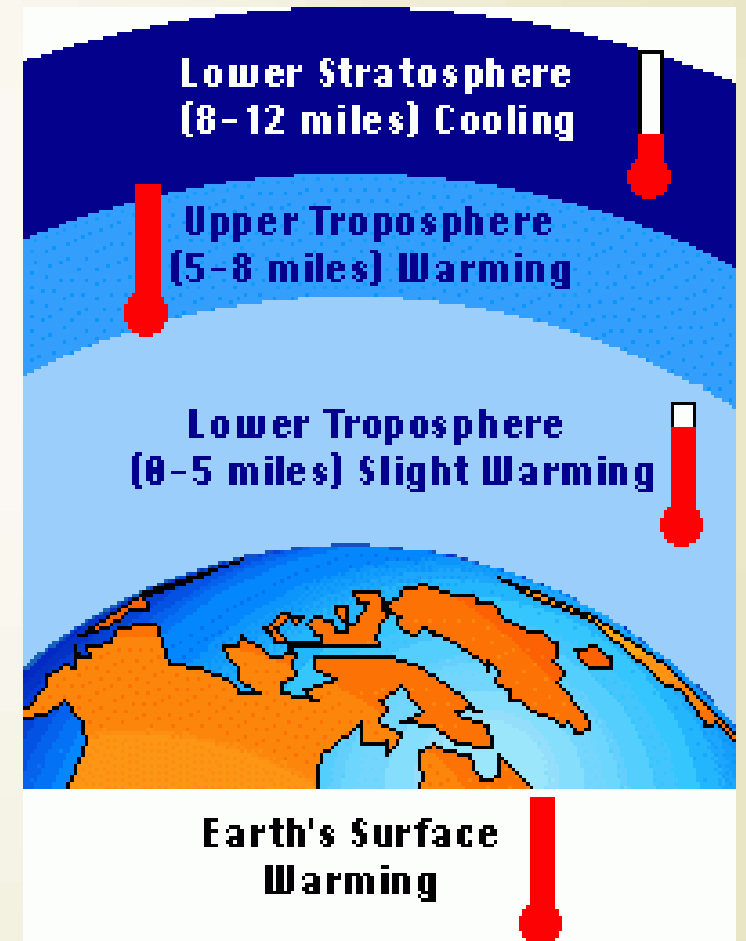 Lower Stratosphere
(8-12 miles) Cooling
Upper Troposphere
(5-8 miles) Warming
Lower Troposphere
(0-5 miles) Slight Warming
Earth's Surface
Warming